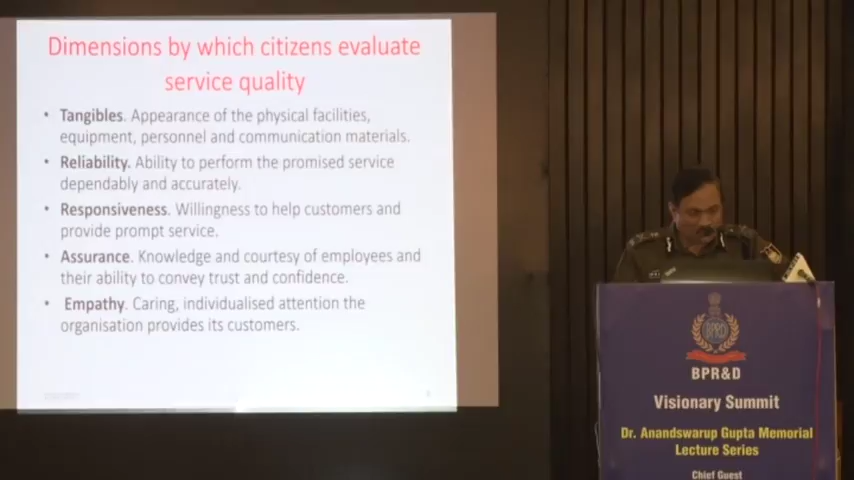 Dimensions by which citizens evaluate
service quality
• Tangibles. Appearance of the physical facilities,
equipment, personnel and communication materials.
• Reliability. Ability to perform the promised service
dependably and accurately.
• Responsiveness. Willingness to help customers and
provide prompt service.
• Assurance. Knowledge and courtesy of employees and
their ability to convey trust and confidence.
• Empathy. Caring, individualised attention the
organisation provides its customers.
BPR&D
Visionary Summit
Dr. Anandswarup Gupta Memorial
Lecture Series
Chief Guest